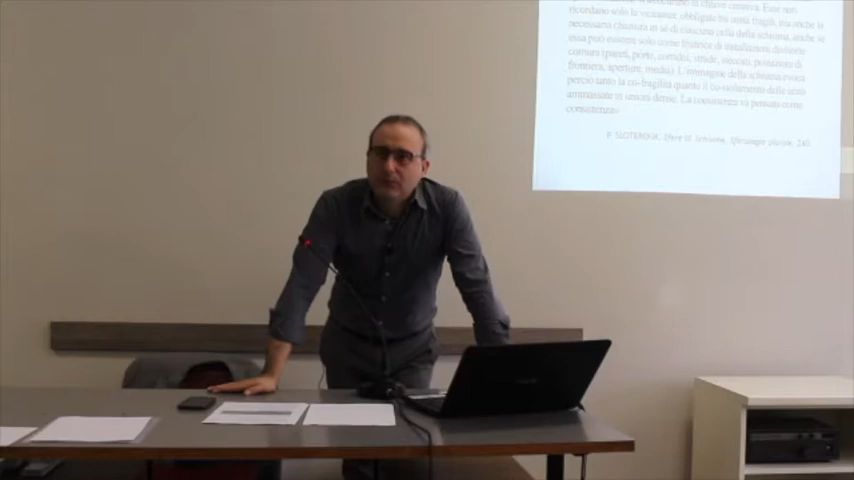 ricordano solo le vicinanze obbligate tra unità fragili, ma anche la
necessaria chiusura in sé di ciascuna cella della schiuma, anche se
essa può esistere solo come fruitrice di installazioni divisorie
comuni (pareti, porte, corridoi, strade, steccati, postazioni di
frontiera, aperture, media). L'immagine della schiuma evoca
perciò tanto la co-fragilità quanto il co-isolamento delle unità
ammassate in unioni dense. La coesistenza va pensata come
consistenza»
P. SLOTERDIJK, Sfere III. Schiume, Sferologia plurale, 240.